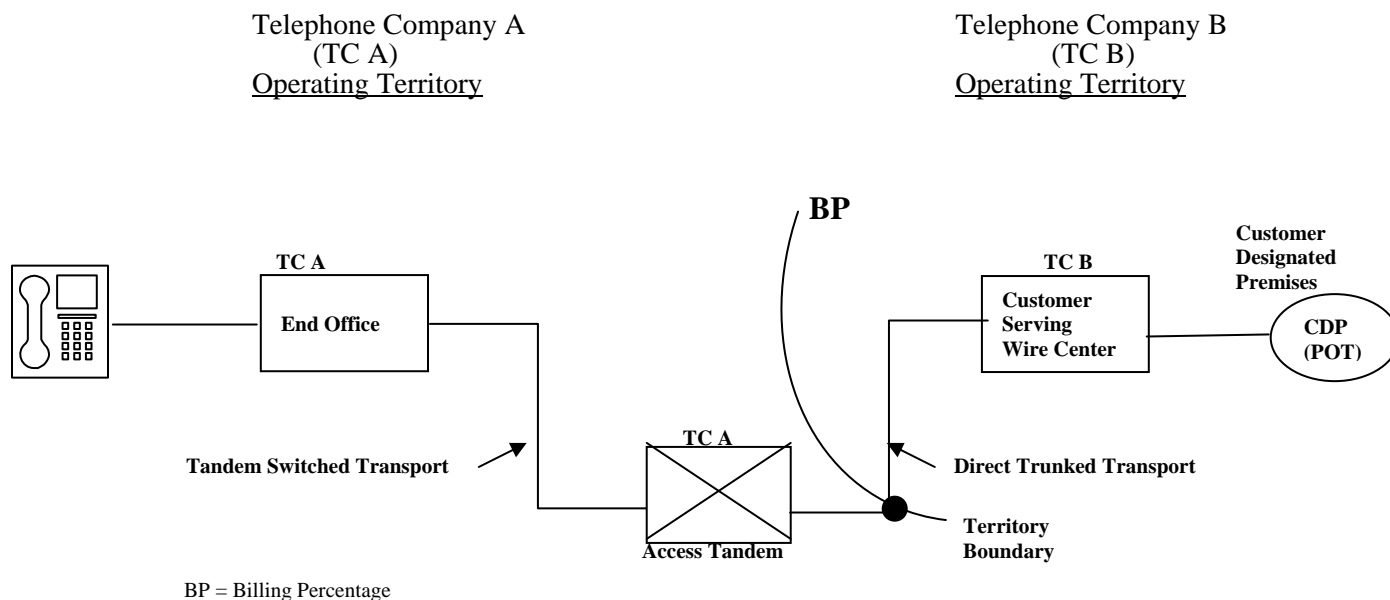 Telephone Company A
(TC A)
Operating Territory
Telephone Company B
(TC B)
Operating Territory
BP
TC A
End Office
TC B
Customer
Serving
Wire Center
Customer
Designated
Premises
CDP
(POT)
TC A
Tandem Switched Transport
Direct Trunked Transport
Access Tandem
Territory
Boundary
BP = Billing Percentage